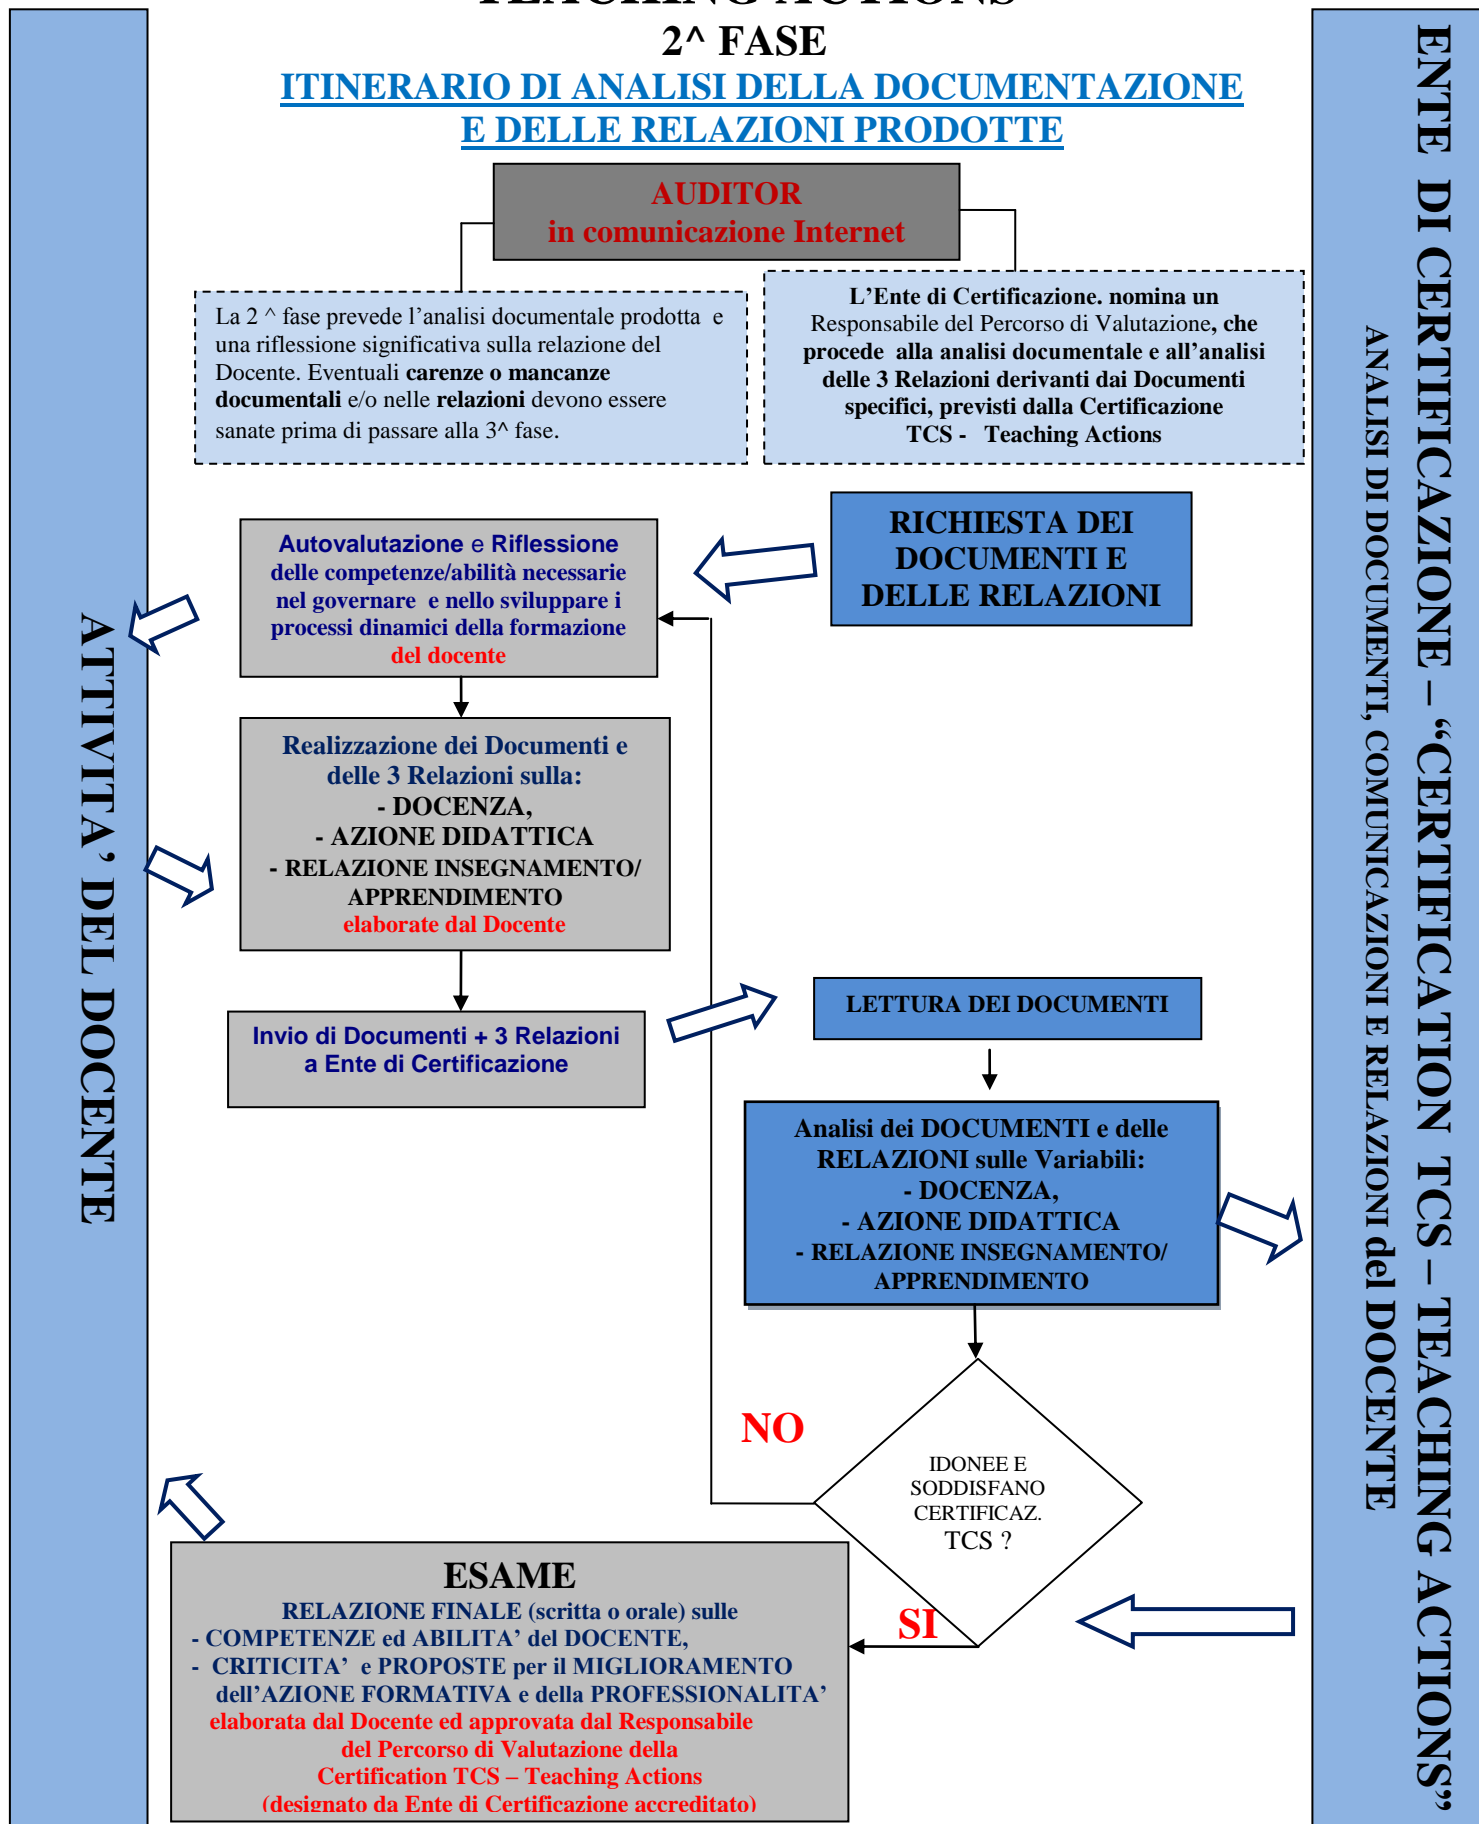 TEACHING ACTIONS
2^ FASE
ITINERARIO DI ANALISI DELLA DOCUMENTAZIONE
E DELLE RELAZIONI PRODOTTE
AUDITOR
in comunicazione Internet
La 2 ^ fase prevede l’analisi documentale prodotta e
una riflessione significativa sulla relazione del
Docente. Eventuali carenze o mancanze
documentali e/o nelle relazioni devono essere
sanate prima di passare alla 3^ fase.
L’Ente di Certificazione. nomina un
Responsabile del Percorso di Valutazione, che
procede alla analisi documentale e all’analisi
delle 3 Relazioni derivanti dai Documenti
specifici, previsti dalla Certificazione
TCS - Teaching Actions
RICHIESTA DEI
DOCUMENTI E
DELLE RELAZIONI
Autovalutazione e Riflessione
delle competenze/abilità necessarie
nel governare e nello sviluppare i
processi dinamici della formazione
del docente
Realizzazione dei Documenti e
delle 3 Relazioni sulla:
- DOCENZA,
- AZIONE DIDATTICA
- RELAZIONE INSEGNAMENTO/
APPRENDIMENTO
elaborate dal Docente
Invio di Documenti + 3 Relazioni
a Ente di Certificazione
LETTURA DEI DOCUMENTI
Analisi dei DOCUMENTI e delle
RELAZIONI sulle Variabili:
- DOCENZA,
- AZIONE DIDATTICA
- RELAZIONE INSEGNAMENTO/
APPRENDIMENTO
NO
IDONEE E
SODDISFANO
CERTIFICAZ.
TCS ?
SI
ESAME
RELAZIONE FINALE (scritta o orale) sulle
- COMPETENZE ed ABILITA’ del DOCENTE,
- CRITICITA’ e PROPOSTE per il MIGLIORAMENTO
dell’AZIONE FORMATIVA e della PROFESSIONALITA’
elaborata dal Docente ed approvata dal Responsabile
del Percorso di Valutazione della
Certification TCS – Teaching Actions
(designato da Ente di Certificazione accreditato)
ATTIVITA’ DEL DOCENTE
ENTE DI CERTIFICAZIONE – “CERTIFICATION TCS – TEACHING ACTIONS”
ANALISI DI DOCUMENTI, COMUNICAZIONI E RELAZIONI del DOCENTE